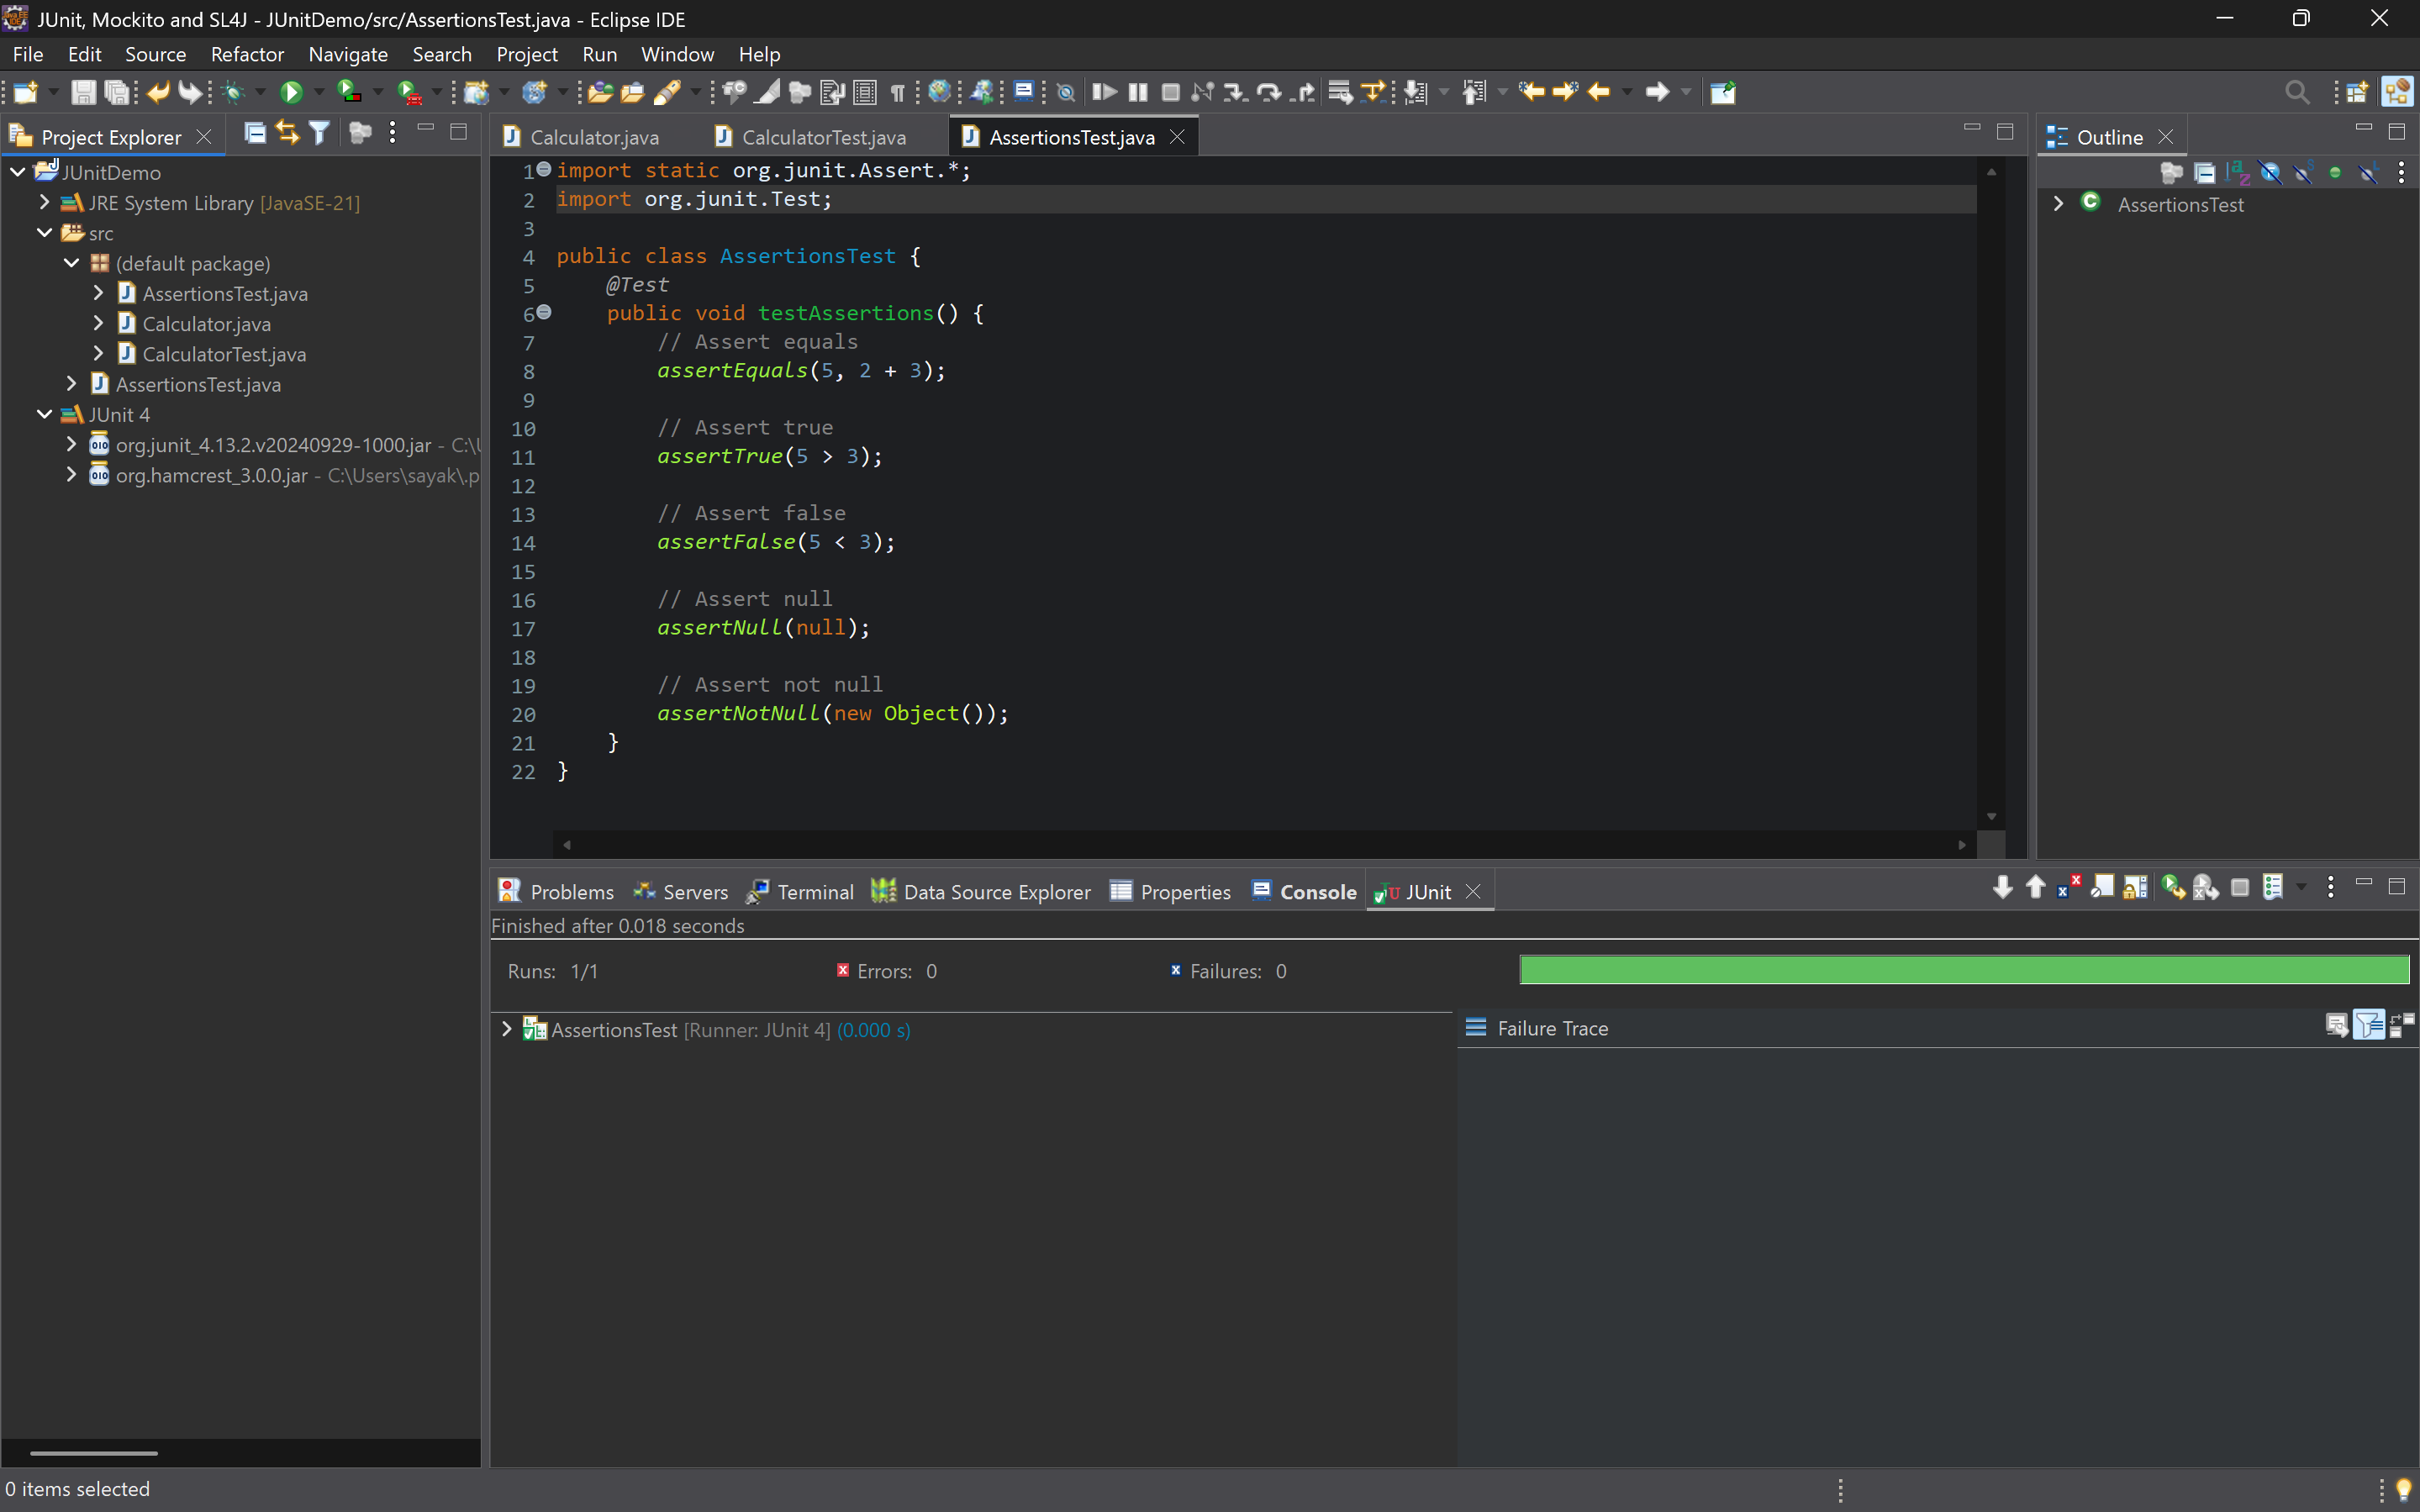 JUnit, Mockito and SL4J - JUnitDemo/src/AssertionsTest.java - Eclipse IDE
File Edit Source Refactor Navigate Search Project Run Window Help
Project Explorer
JUnitDemo
JRE System Library [JavaSE-21]
src
(default package)
AssertionsTest.java
Calculator.java
CalculatorTest.java
AssertionsTest.java
JUnit 4
org.junit_4.13.2.v20240929-1000.jar - C:\U
org.hamcrest_3.0.0.jar - C:\Users\sayak\.p
Calculator.java CalculatorTest.java AssertionsTest.java
1 import static org.junit.Assert.*;
2 import org.junit.Test;
3
4 public class AssertionsTest {
5 @Test
6 public void testAssertions() {
7 // Assert equals
8 assertEquals(5, 2 + 3);
9
10 // Assert true
11 assertTrue(5 > 3);
12
13 // Assert false
14 assertFalse(5 < 3);
15
16 // Assert null
17 assertNull(null);
18
19 // Assert not null
20 assertNotNull(new Object());
21 }
22 }
Outline
AssertionsTest
Problems Servers Terminal Data Source Explorer Properties Console JUnit
Finished after 0.018 seconds
Runs: 1/1 Errors: 0 Failures: 0
AssertionsTest [Runner: JUnit 4] (0.000 s)
Failure Trace
0 items selected